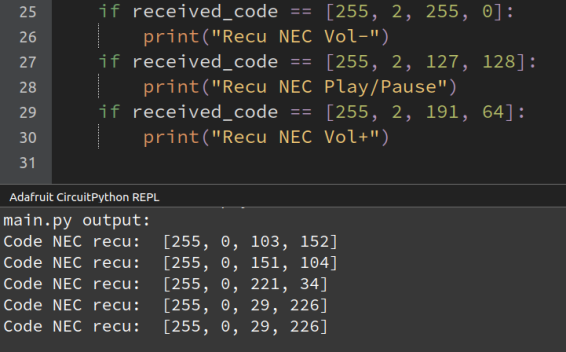 25 if received_code == [255, 2, 255, 0]:
26 print("Recu NEC Vol-")
27 if received_code == [255, 2, 127, 128]:
28 print("Recu NEC Play/Pause")
29 if received_code == [255, 2, 191, 64]:
30 print("Recu NEC Vol+")
31
Adafruit CircuitPython REPL
main.py output:
Code NEC recu: [255, 0, 103, 152]
Code NEC recu: [255, 0, 151, 104]
Code NEC recu: [255, 0, 221, 34]
Code NEC recu: [255, 0, 29, 226]
Code NEC recu: [255, 0, 29, 226]